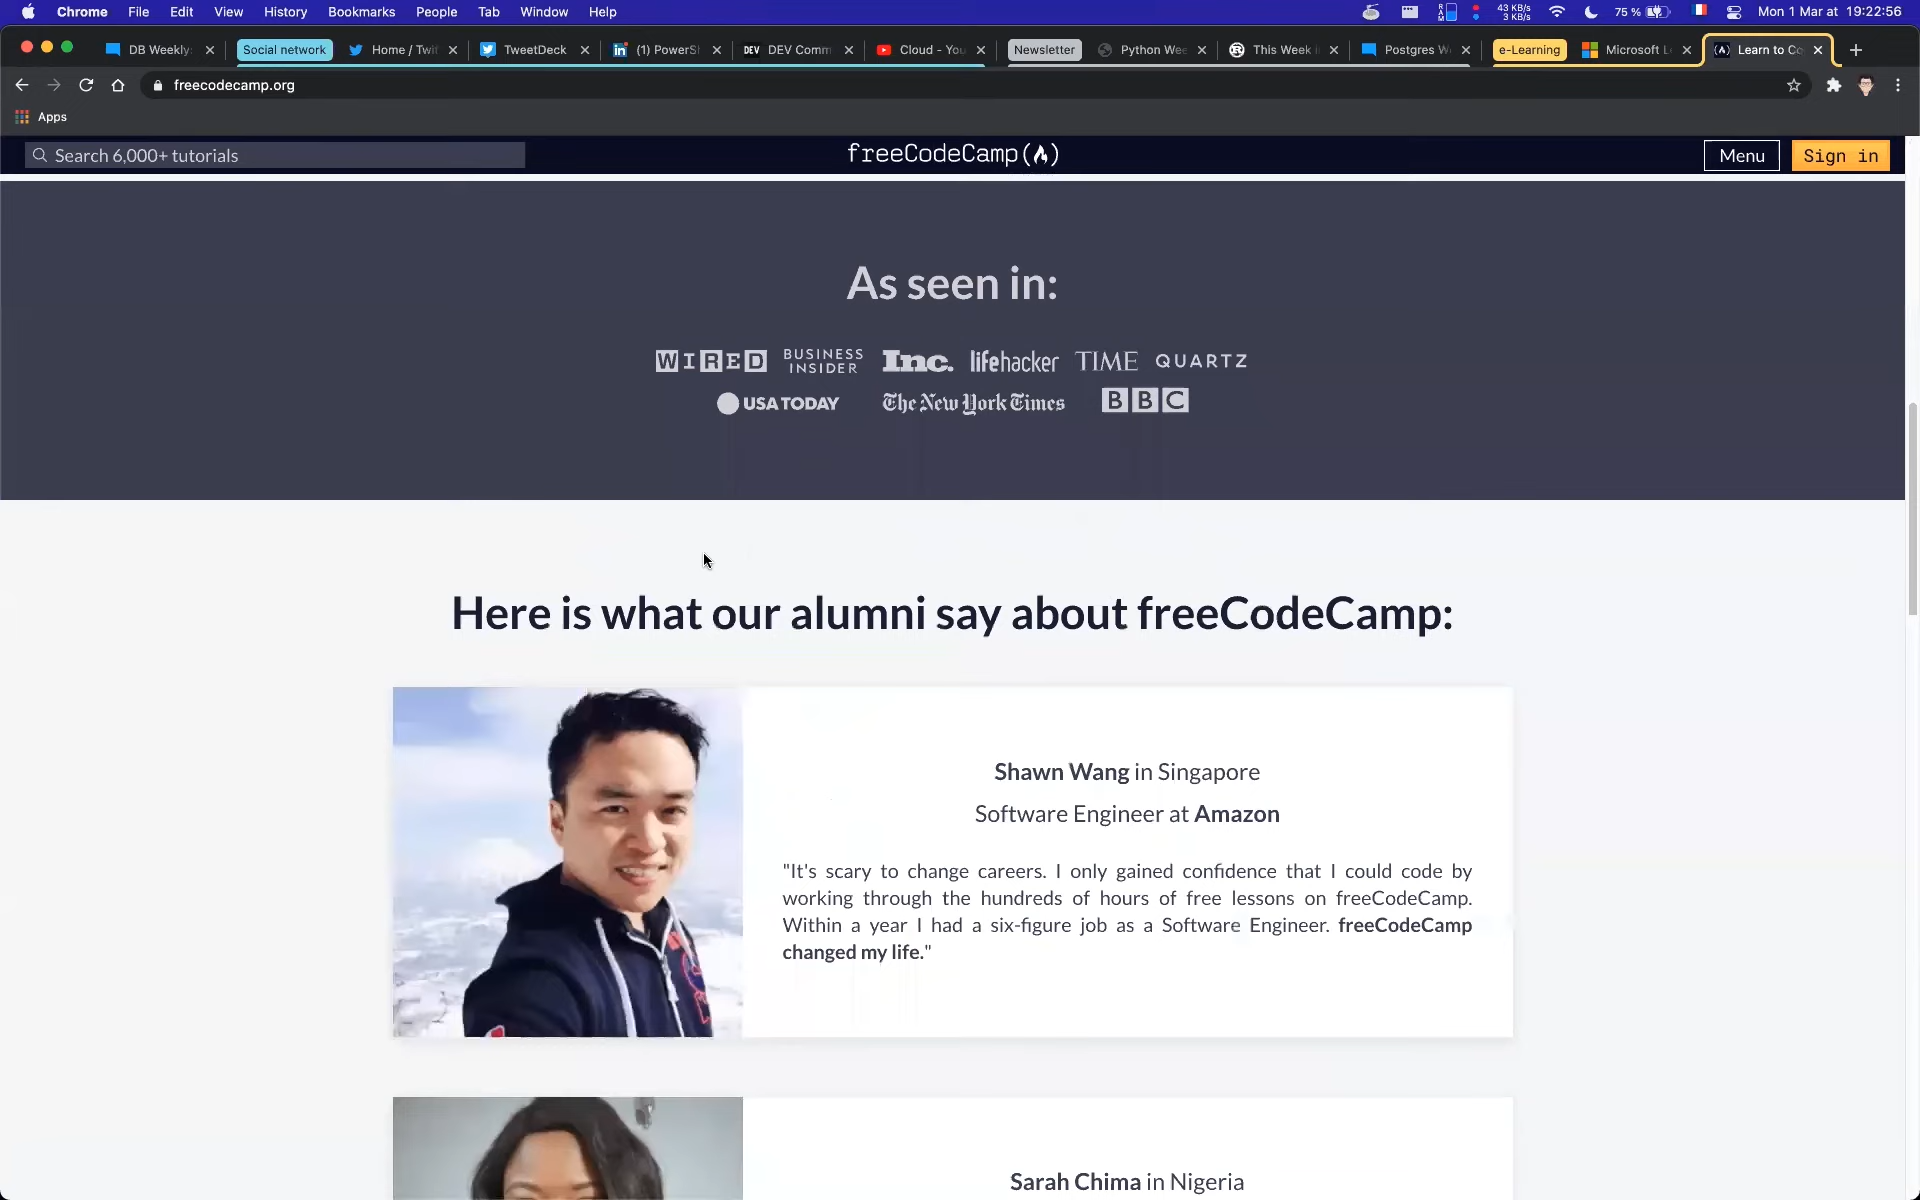 Chrome File Edit View History Bookmarks People Tab Window Help 43 KB/s 3 KB/s 75 % Mon 1 Mar at 19:22:56
DB Weekly Social network Home / Twi TweetDeck (1) PowerS DEV DEV Comm Cloud - You Newsletter Python Wee This Week i Postgres W e-Learning Microsoft L Learn to Co
freecodecamp.org
Apps
Search 6,000+ tutorials freeCodeCamp Menu Sign in
As seen in:
WIRED BUSINESS INSIDER Inc. lifehacker TIME QUARTZ
USA TODAY The New York Times BBC
Here is what our alumni say about freeCodeCamp:
Shawn Wang in Singapore
Software Engineer at Amazon
"It's scary to change careers. I only gained confidence that I could code by
working through the hundreds of hours of free lessons on freeCodeCamp.
Within a year I had a six-figure job as a Software Engineer. freeCodeCamp
changed my life."
Sarah Chima in Nigeria